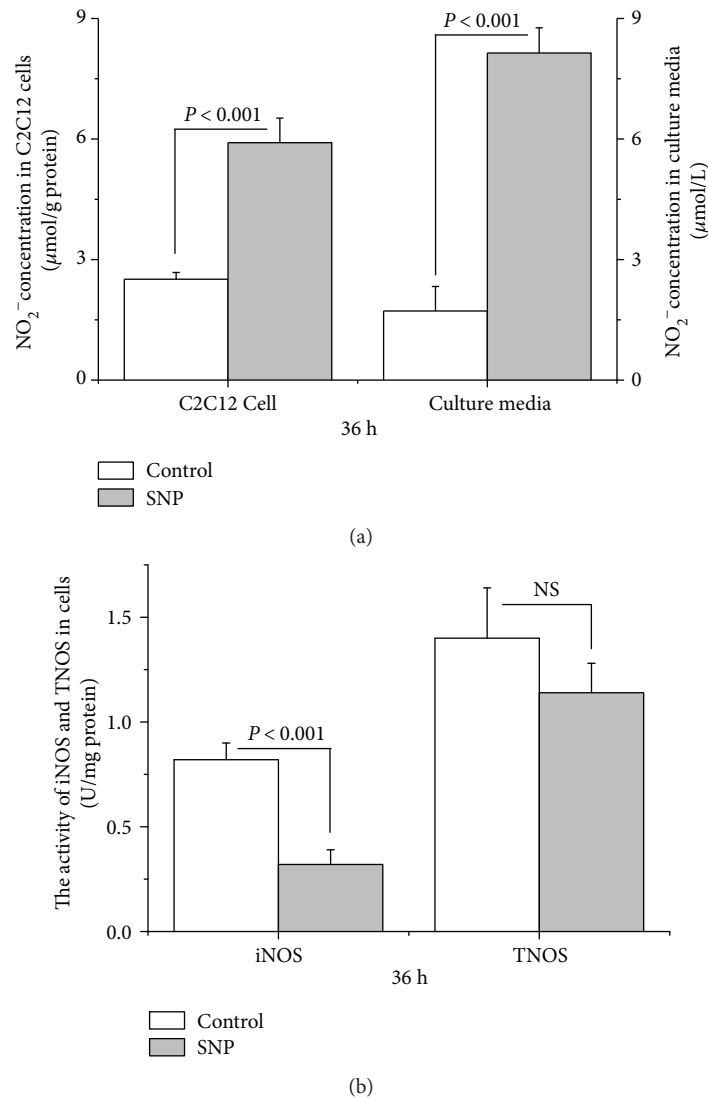 NO₂⁻ concentration in C2C12 cells
(μmol/g protein)
9
6
3
0
P < 0.001
P < 0.001
9
6
3
0
NO₂⁻ concentration in culture media
(μmol/L)
C2C12 Cell
Culture media
36 h
Control
SNP
(a)
The activity of iNOS and TNOS in cells
(U/mg protein)
1.5
1.0
0.5
0.0
P < 0.001
NS
iNOS
TNOS
36 h
Control
SNP
(b)